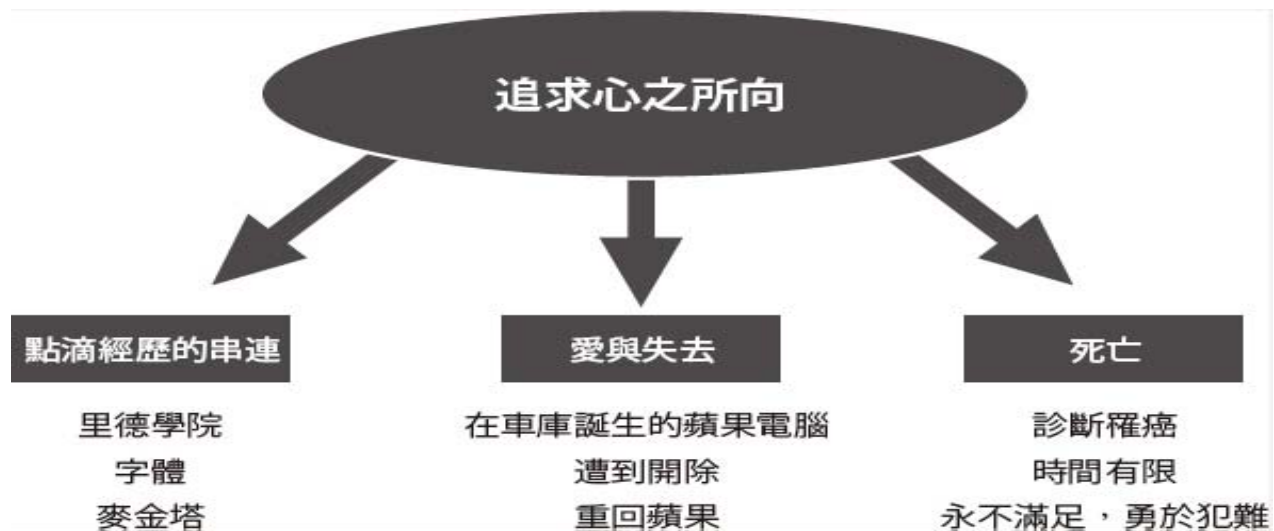 追求心之所向
點滴經歷的串連
里德學院
字體
麥金塔
愛與失去
在車庫誕生的蘋果電腦
遭到開除
重回蘋果
死亡
診斷罹癌
時間有限
永不滿足，勇於犯難